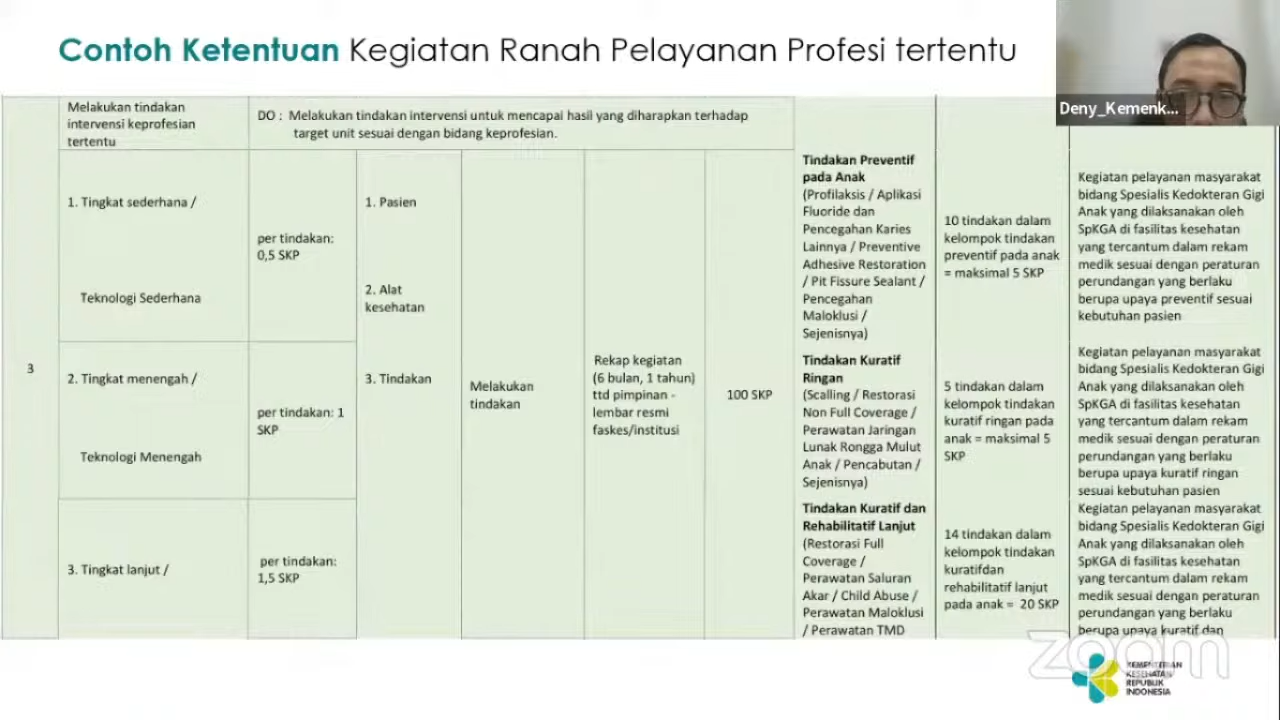 Contoh Ketentuan Kegiatan Ranah Pelayanan Profesi tertentu
Deny_Kemenk...
3
Melakukan tindakan
intervensi keprofesian
tertentu
DO : Melakukan tindakan intervensi untuk mencapai hasil yang diharapkan terhadap
target unit sesuai dengan bidang keprofesian.
1. Tingkat sederhana /
Teknologi Sederhana
per tindakan:
0,5 SKP
2. Tingkat menengah /
Teknologi Menengah
per tindakan: 1
SKP
3. Tingkat lanjut /
per tindakan:
1,5 SKP
1. Pasien
2. Alat
kesehatan
3. Tindakan
Melakukan
tindakan
Rekap kegiatan
(6 bulan, 1 tahun)
ttd pimpinan -
lembar resmi
faskes/institusi
100 SKP
Tindakan Preventif
pada Anak
(Profilaksis / Aplikasi
Fluoride dan
Pencegahan Karies
Lainnya / Preventive
Adhesive Restoration
/ Pit Fissure Sealant /
Pencegahan
Maloklusi /
Sejenisnya)
10 tindakan dalam
kelompok tindakan
preventif pada anak
= maksimal 5 SKP
Kegiatan pelayanan masyarakat
bidang Spesialis Kedokteran Gigi
Anak yang dilaksanakan oleh
SpKGA di fasilitas kesehatan
yang tercantum dalam rekam
medik sesuai dengan peraturan
perundangan yang berlaku
berupa upaya preventif sesuai
kebutuhan pasien
Tindakan Kuratif
Ringan
(Scalling / Restorasi
Non Full Coverage /
Perawatan Jaringan
Lunak Rongga Mulut
Anak / Pencabutan /
Sejenisnya)
5 tindakan dalam
kelompok tindakan
kuratif ringan pada
anak = maksimal 5
SKP
Kegiatan pelayanan masyarakat
bidang Spesialis Kedokteran Gigi
Anak yang dilaksanakan oleh
SpKGA di fasilitas kesehatan
yang tercantum dalam rekam
medik sesuai dengan peraturan
perundangan yang berlaku
berupa upaya kuratif ringan
sesuai kebutuhan pasien
Tindakan Kuratif dan
Rehabilitatif Lanjut
(Restorasi Full
Coverage /
Perawatan Saluran
Akar / Child Abuse /
Perawatan Maloklusi
/ Perawatan TMD
14 tindakan dalam
kelompok tindakan
kuratifdan
rehabilitatif lanjut
pada anak = 20 SKP
Kegiatan pelayanan masyarakat
bidang Spesialis Kedokteran Gigi
Anak yang dilaksanakan oleh
SpKGA di fasilitas kesehatan
yang tercantum dalam rekam
medik sesuai dengan peraturan
perundangan yang berlaku
berupa upaya kuratif dan
zoom
KEMENTERIAN
KESEHATAN
REPUBLIK
INDONESIA